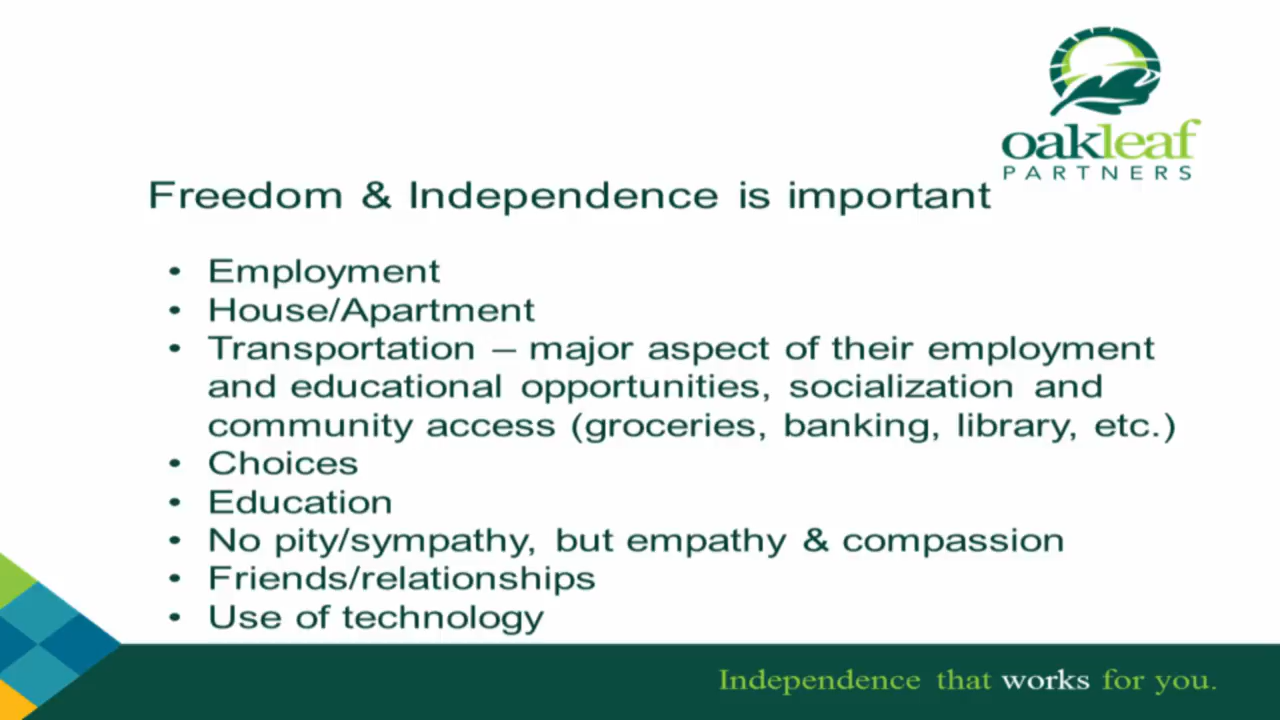 oakleaf
PARTNERS
Freedom & Independence is important
• Employment
• House/Apartment
• Transportation – major aspect of their employment
and educational opportunities, socialization and
community access (groceries, banking, library, etc.)
• Choices
• Education
• No pity/sympathy, but empathy & compassion
• Friends/relationships
• Use of technology
Independence that works for you.